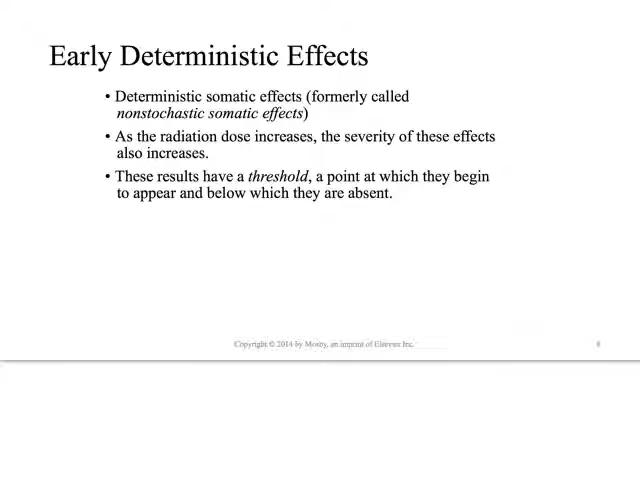 Early Deterministic Effects
• Deterministic somatic effects (formerly called
nonstochastic somatic effects)
• As the radiation dose increases, the severity of these effects
also increases.
• These results have a threshold, a point at which they begin
to appear and below which they are absent.
Copyright © 2014 by Mosby, an imprint of Elsevier Inc.
8